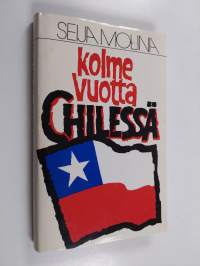 SEIJA MOLINA
kolme
vuotta
CHILESSÄ